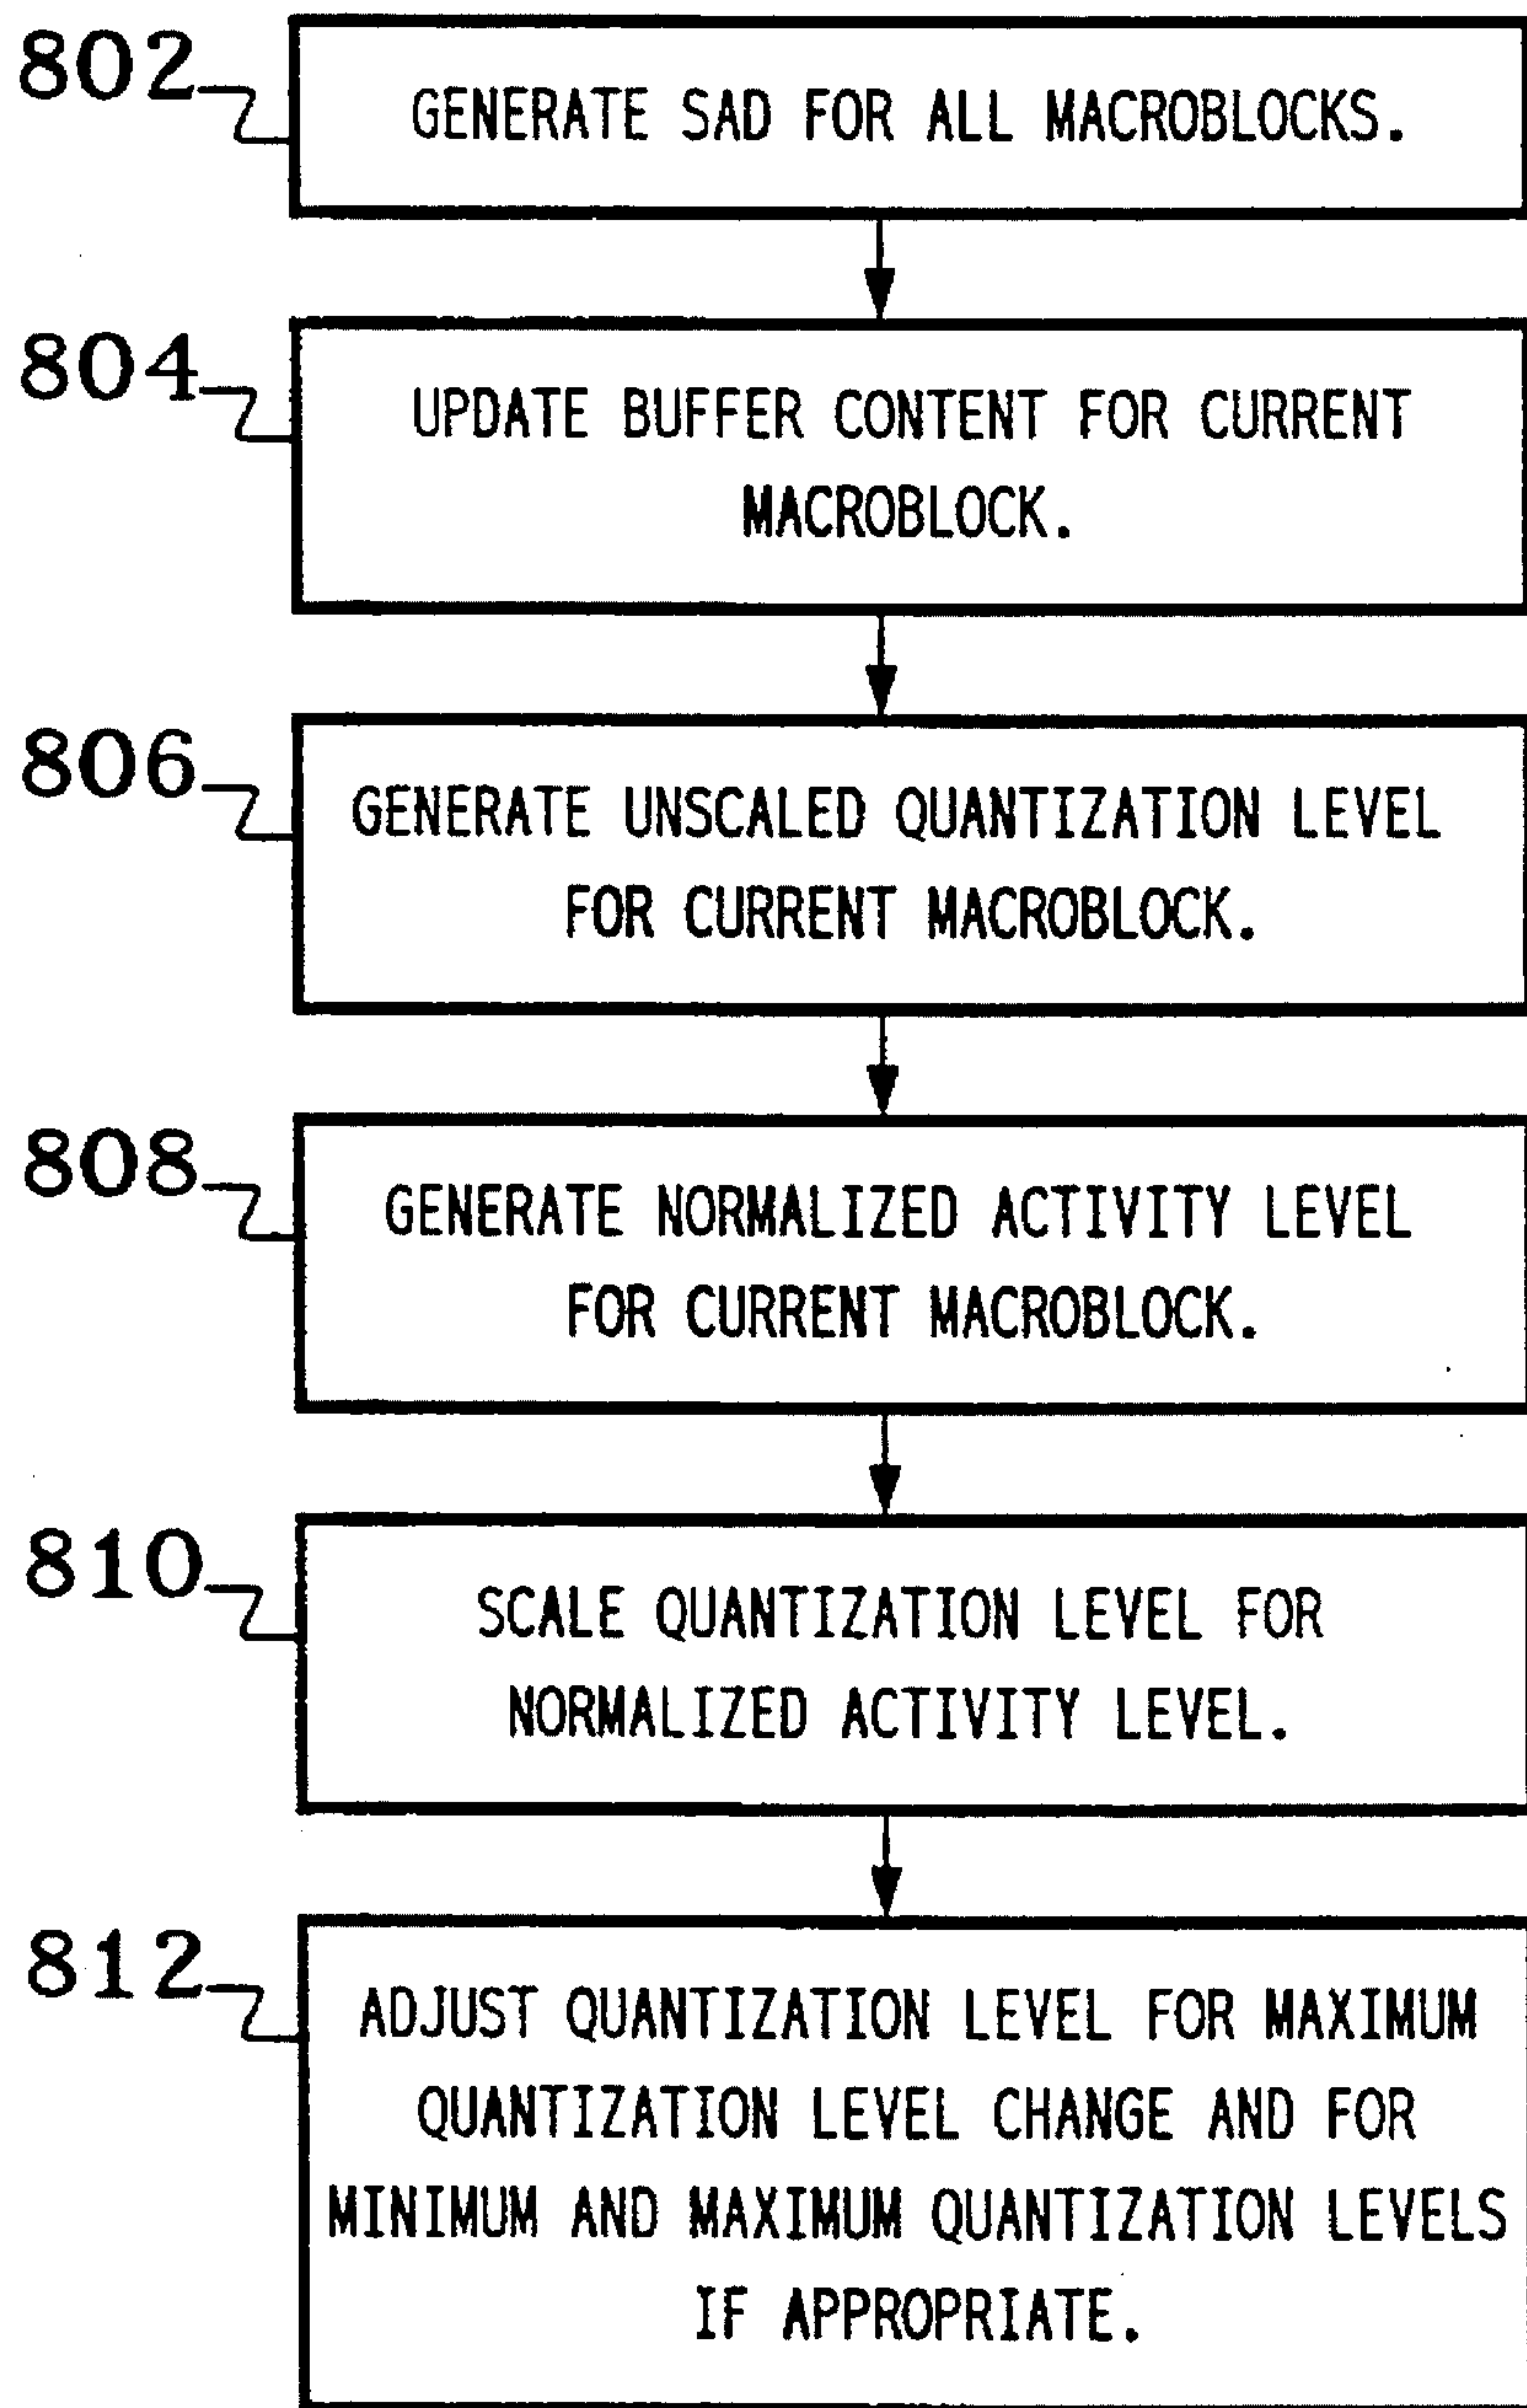 802
GENERATE SAD FOR ALL MACROBLOCKS.
804
UPDATE BUFFER CONTENT FOR CURRENT
MACROBLOCK.
806
GENERATE UNSCALED QUANTIZATION LEVEL
FOR CURRENT MACROBLOCK.
808
GENERATE NORMALIZED ACTIVITY LEVEL
FOR CURRENT MACROBLOCK.
810
SCALE QUANTIZATION LEVEL FOR
NORMALIZED ACTIVITY LEVEL.
812
ADJUST QUANTIZATION LEVEL FOR MAXIMUM
QUANTIZATION LEVEL CHANGE AND FOR
MINIMUM AND MAXIMUM QUANTIZATION LEVELS
IF APPROPRIATE.